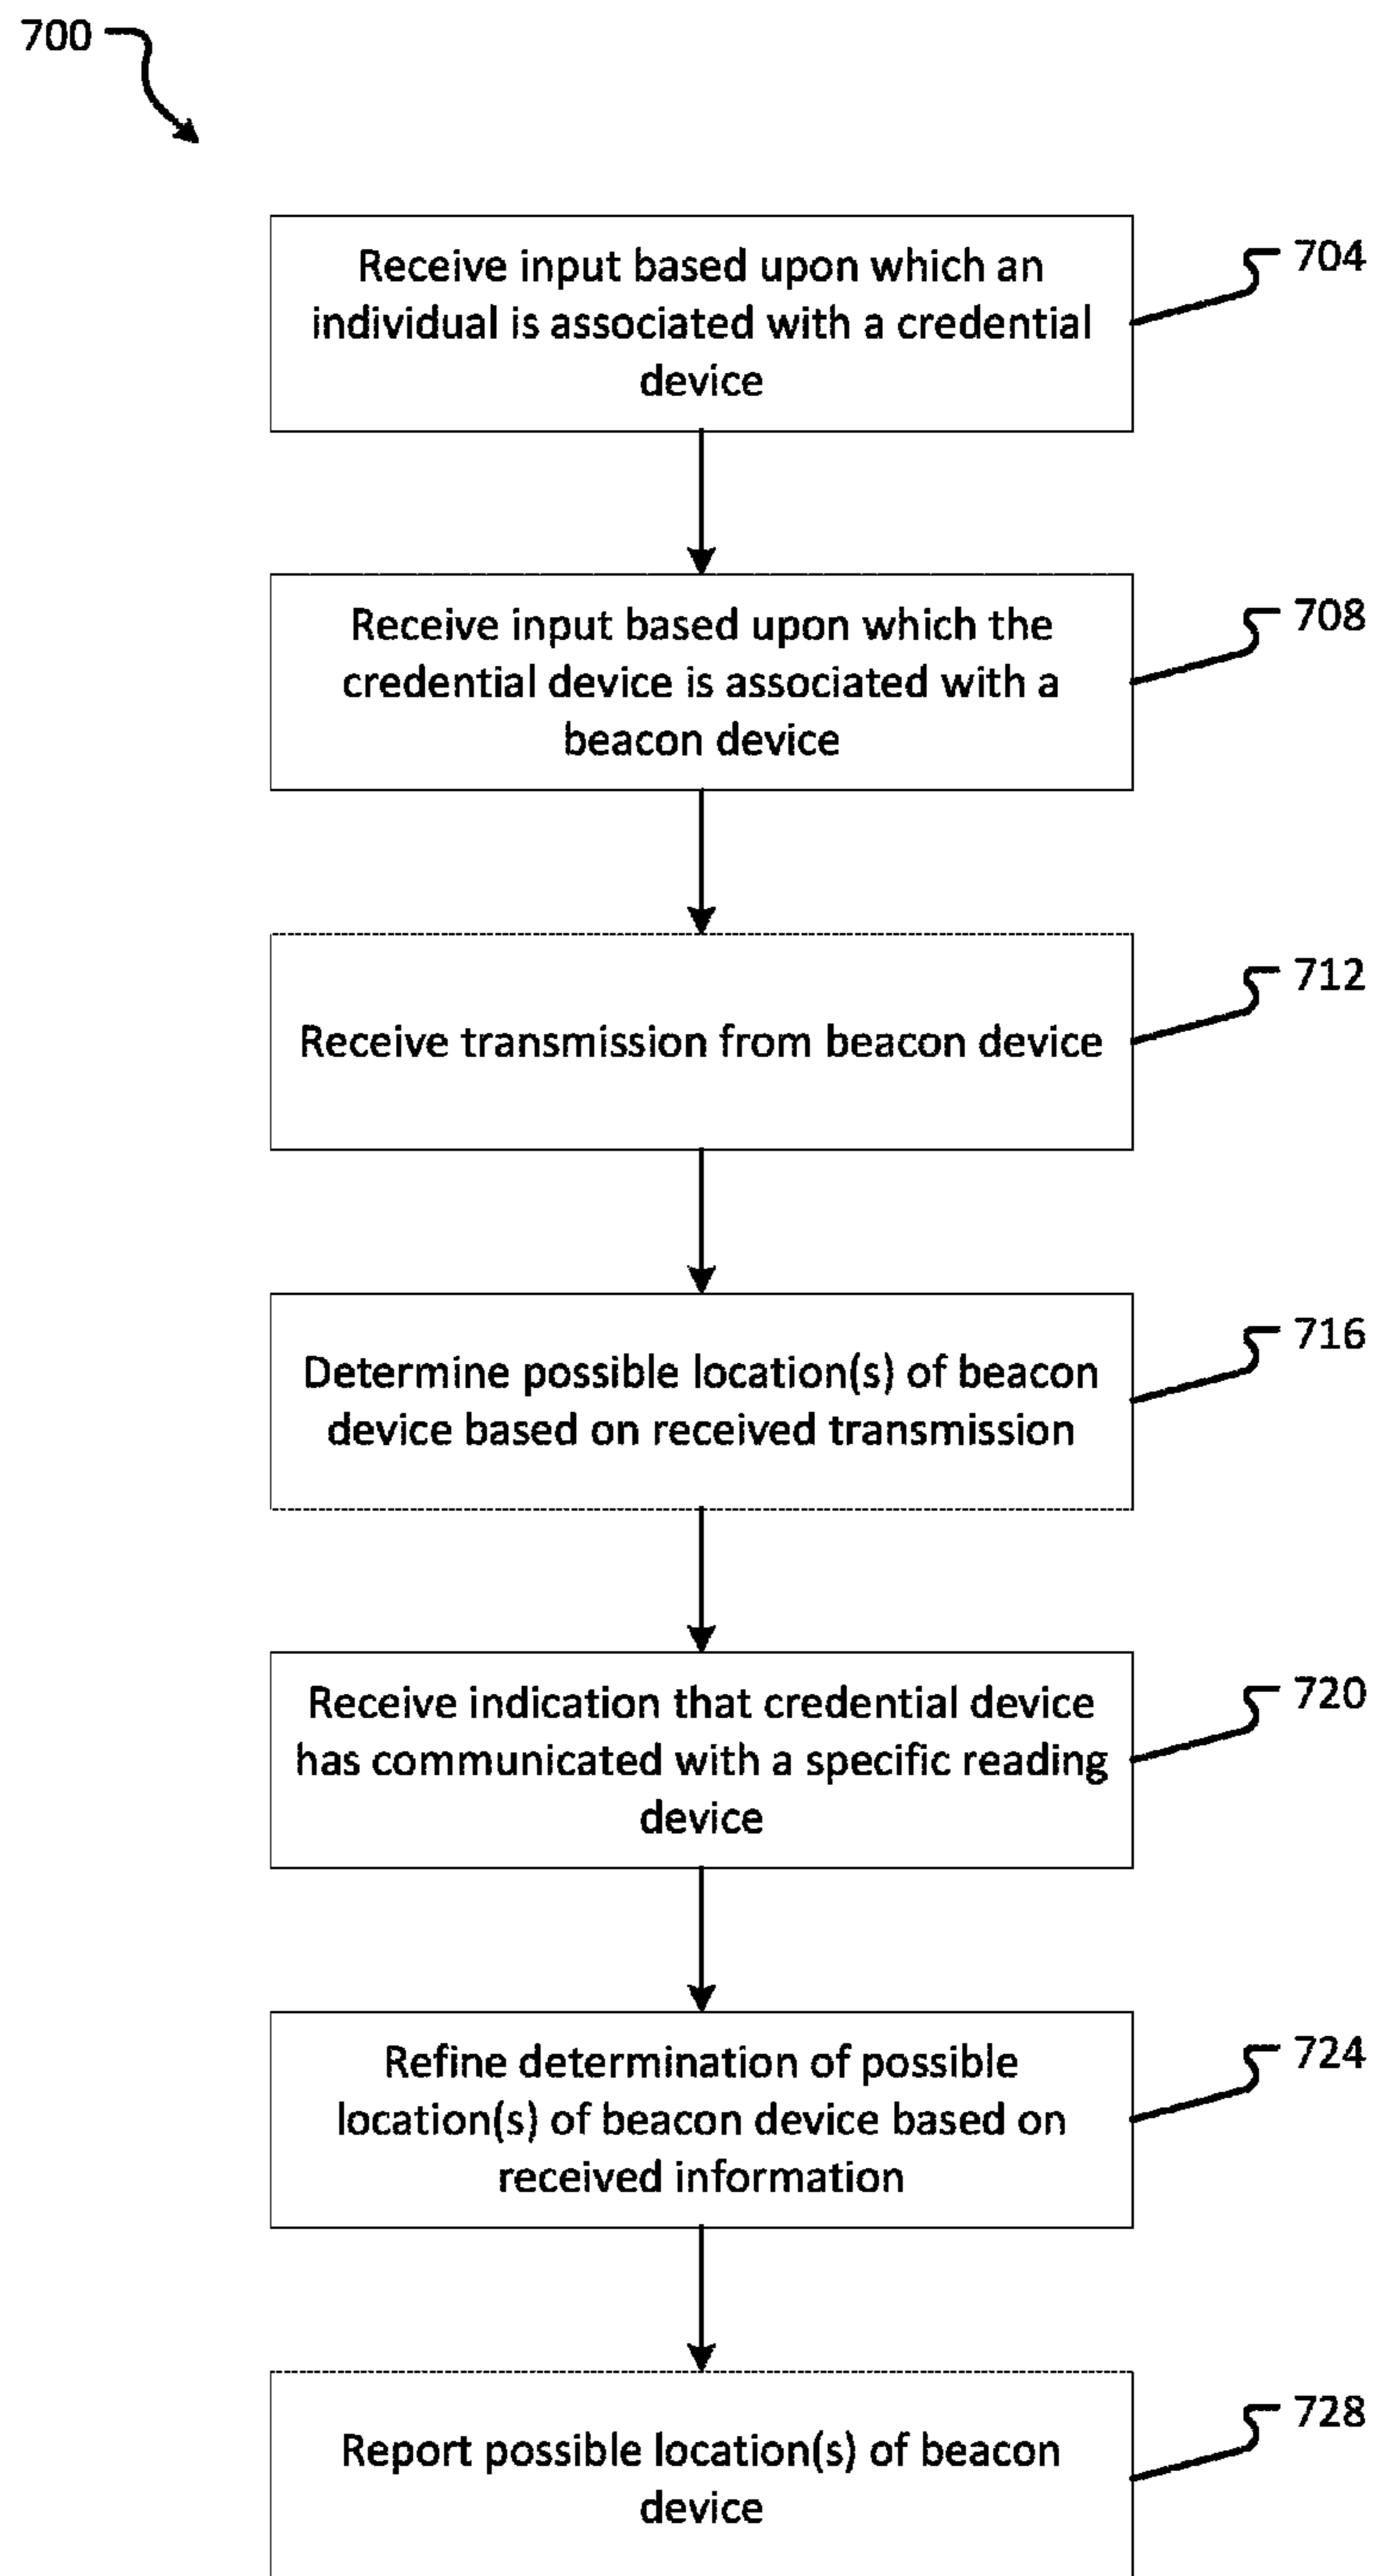 700
Receive input based upon which an
individual is associated with a credential
device
704
Receive input based upon which the
credential device is associated with a
beacon device
708
Receive transmission from beacon device
712
Determine possible location(s) of beacon
device based on received transmission
716
Receive indication that credential device
has communicated with a specific reading
device
720
Refine determination of possible
location(s) of beacon device based on
received information
724
Report possible location(s) of beacon
device
728